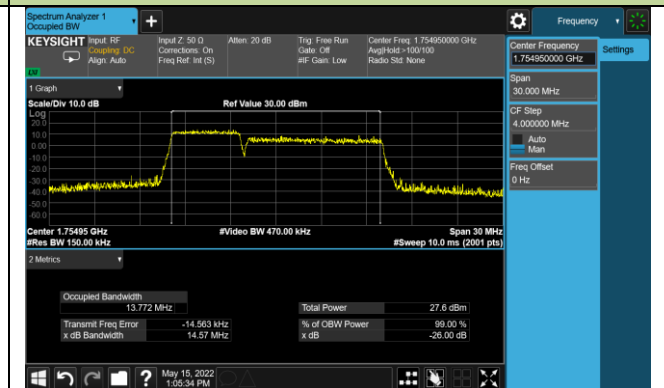 Spectrum Analyzer 1
Occupied BW
Frequency
KEYSIGHT
Input: RF
Coupling: DC
Align: Auto
Input Z: 50 Ω
Corrections: On
Freq Ref: Int (S)
Atten: 20 dB
Trig: Free Run
Gate: Off
#IF Gain: Low
Center Freq: 1.754950000 GHz
Avg|Hold:>100/100
Radio Std: None
Center Frequency
1.754950000 GHz
Settings
Span
30.000 MHz
CF Step
4.000000 MHz
Auto
Man
Freq Offset
0 Hz
1 Graph
Scale/Div 10.0 dB
Ref Value 30.00 dBm
Log
20.0
10.0
0.00
-10.0
-20.0
-30.0
-40.0
-50.0
-60.0
Center 1.75495 GHz
#Video BW 470.00 kHz
Span 30 MHz
#Res BW 150.00 kHz
#Sweep 10.0 ms (2001 pts)
2 Metrics
Occupied Bandwidth
13.772 MHz
Total Power
27.6 dBm
Transmit Freq Error
-14.563 kHz
% of OBW Power
99.00 %
x dB Bandwidth
14.57 MHz
x dB
-26.00 dB
May 15, 2022
1:05:34 PM